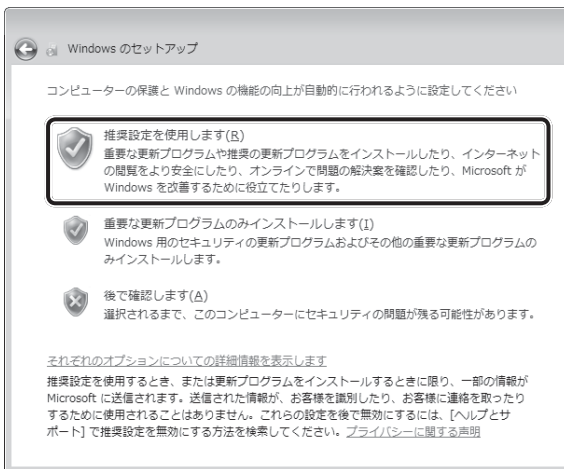 Windows のセットアップ
コンピューターの保護と Windows の機能の向上が自動的に行われるように設定してください
推奨設定を使用します(R)
重要な更新プログラムや推奨の更新プログラムをインストールしたり、インターネット
の閲覧をより安全にしたり、オンラインで問題の解決案を確認したり、Microsoft が
Windows を改善するために役立てたりします。
重要な更新プログラムのみインストールします(I)
Windows 用のセキュリティの更新プログラムおよびその他の重要な更新プログラムの
みインストールします。
後で確認します(A)
選択されるまで、このコンピューターにセキュリティの問題が残る可能性があります。
それぞれのオプションについての詳細情報を表示します
推奨設定を使用するとき、または更新プログラムをインストールするときに限り、一部の情報が
Microsoft に送信されます。送信された情報が、お客様を識別したり、お客様に連絡を取ったり
するために使用されることはありません。これらの設定を後で無効にするには、[ヘルプとサ
ポート] で推奨設定を無効にする方法を検索してください。プライバシーに関する声明